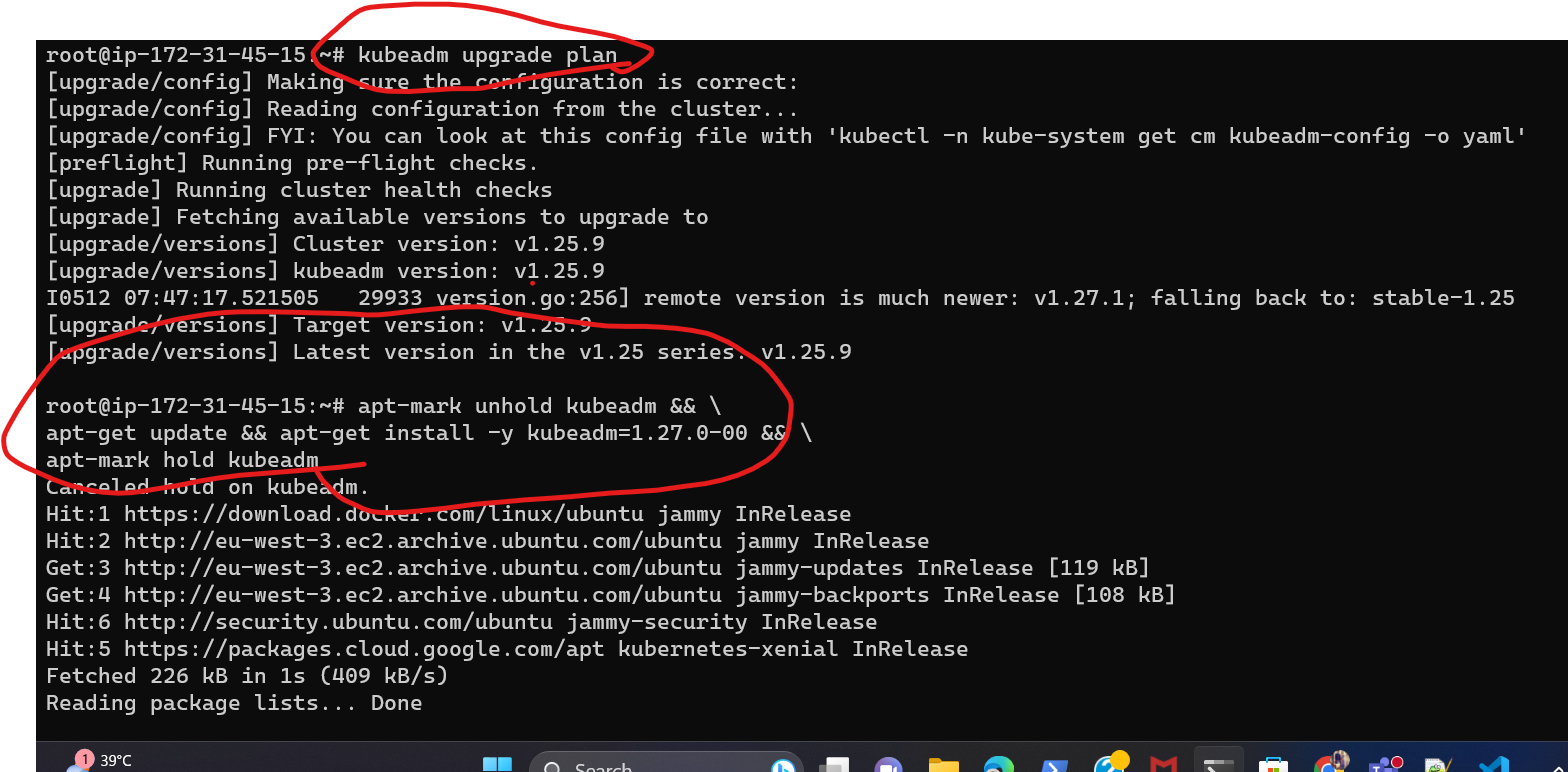 root@ip-172-31-45-15:~# kubeadm upgrade plan
[upgrade/config] Making sure the configuration is correct:
[upgrade/config] Reading configuration from the cluster...
[upgrade/config] FYI: You can look at this config file with 'kubectl -n kube-system get cm kubeadm-config -o yaml'
[preflight] Running pre-flight checks.
[upgrade] Running cluster health checks
[upgrade] Fetching available versions to upgrade to
[upgrade/versions] Cluster version: v1.25.9
[upgrade/versions] kubeadm version: v1.25.9
I0512 07:47:17.521505   29933 version.go:256] remote version is much newer: v1.27.1; falling back to: stable-1.25
[upgrade/versions] Target version: v1.25.9
[upgrade/versions] Latest version in the v1.25 series: v1.25.9
root@ip-172-31-45-15:~# apt-mark unhold kubeadm && \
apt-get update && apt-get install -y kubeadm=1.27.0-00 && \
apt-mark hold kubeadm
Canceled hold on kubeadm.
Hit:1 https://download.docker.com/linux/ubuntu jammy InRelease
Hit:2 http://eu-west-3.ec2.archive.ubuntu.com/ubuntu jammy InRelease
Get:3 http://eu-west-3.ec2.archive.ubuntu.com/ubuntu jammy-updates InRelease [119 kB]
Get:4 http://eu-west-3.ec2.archive.ubuntu.com/ubuntu jammy-backports InRelease [108 kB]
Hit:6 http://security.ubuntu.com/ubuntu jammy-security InRelease
Hit:5 https://packages.cloud.google.com/apt kubernetes-xenial InRelease
Fetched 226 kB in 1s (409 kB/s)
Reading package lists... Done
1 39°C
Search